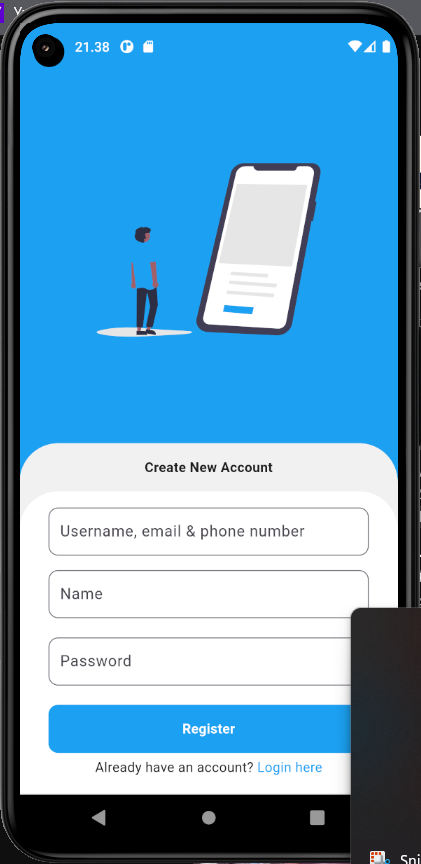 21.38
Create New Account
Username, email & phone number
Name
Password
Register
Already have an account? Login here